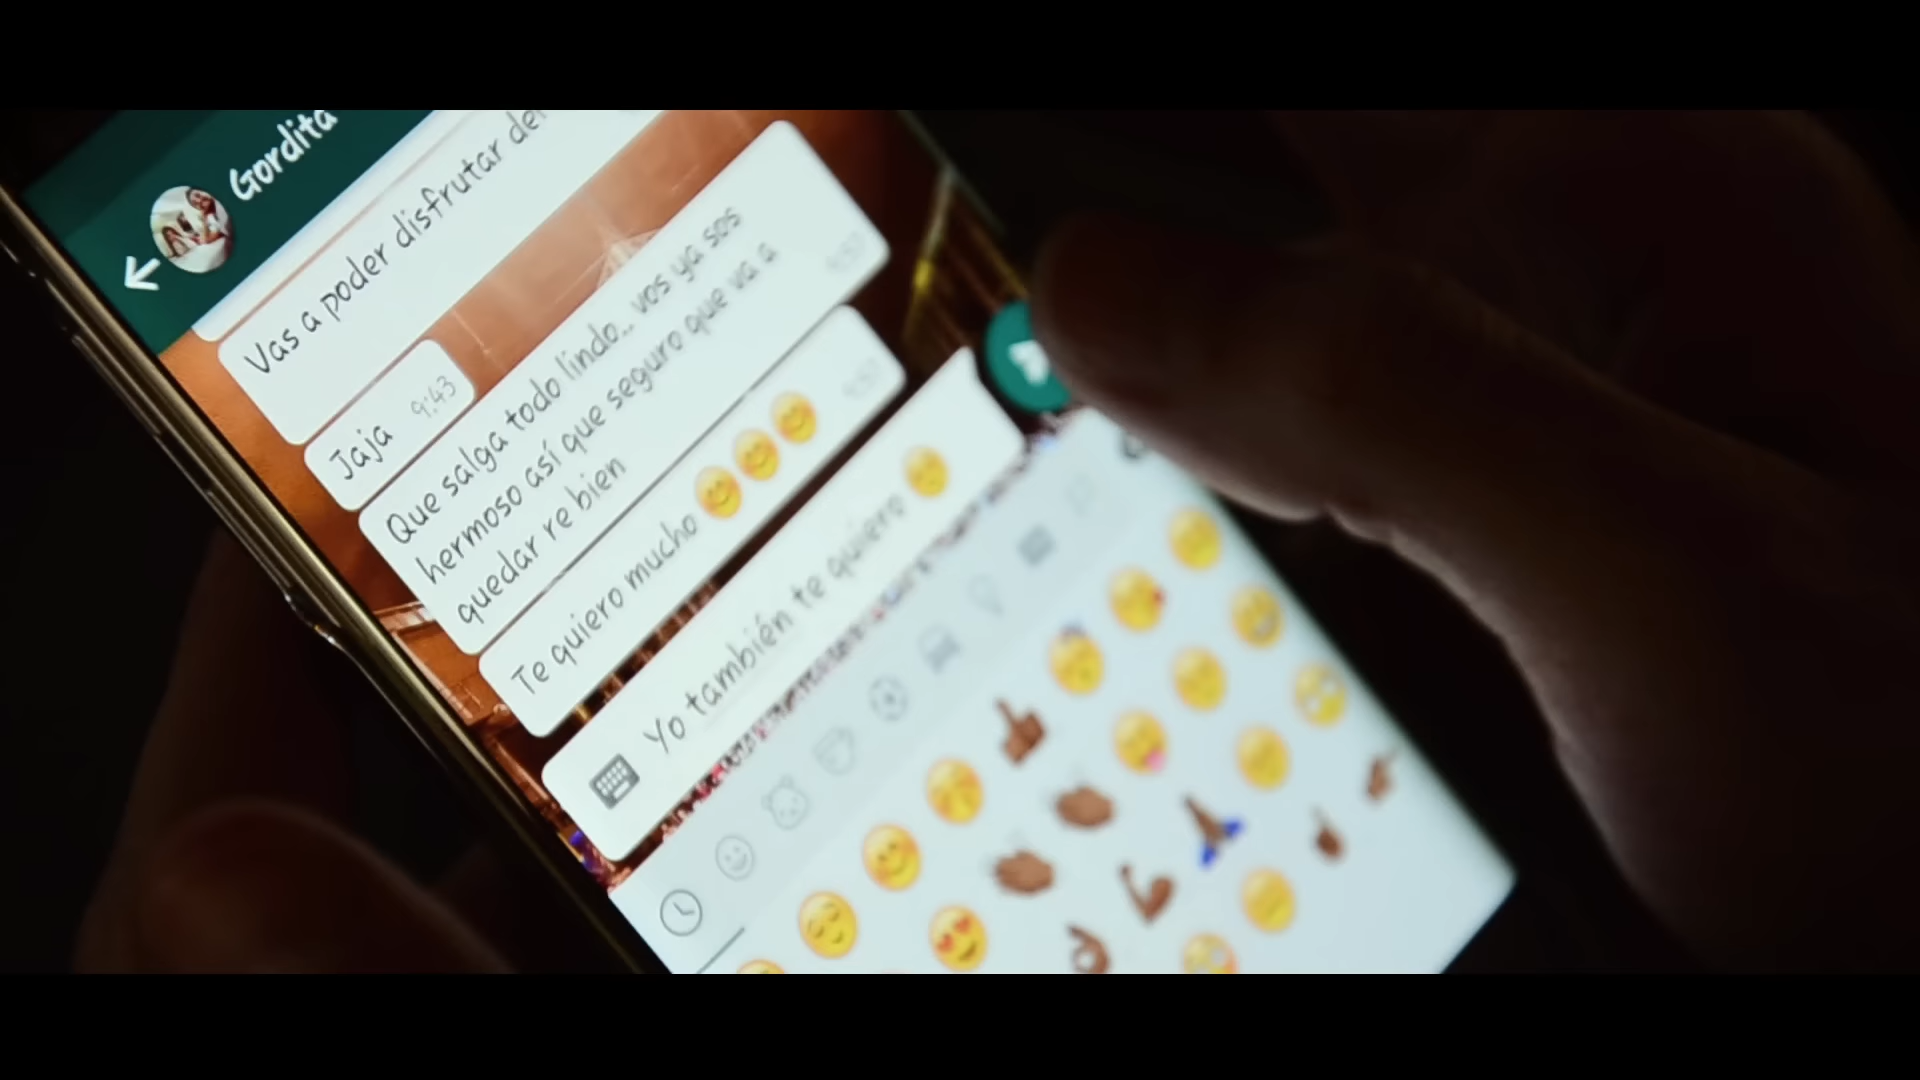 Gordita
Vas a poder disfrutar del
Jaja 9:43
Que salga todo lindo.. vos ya sos
hermoso así que seguro que va a
quedar re bien
Te quiero mucho 😊😊😊
Yo también te quiero